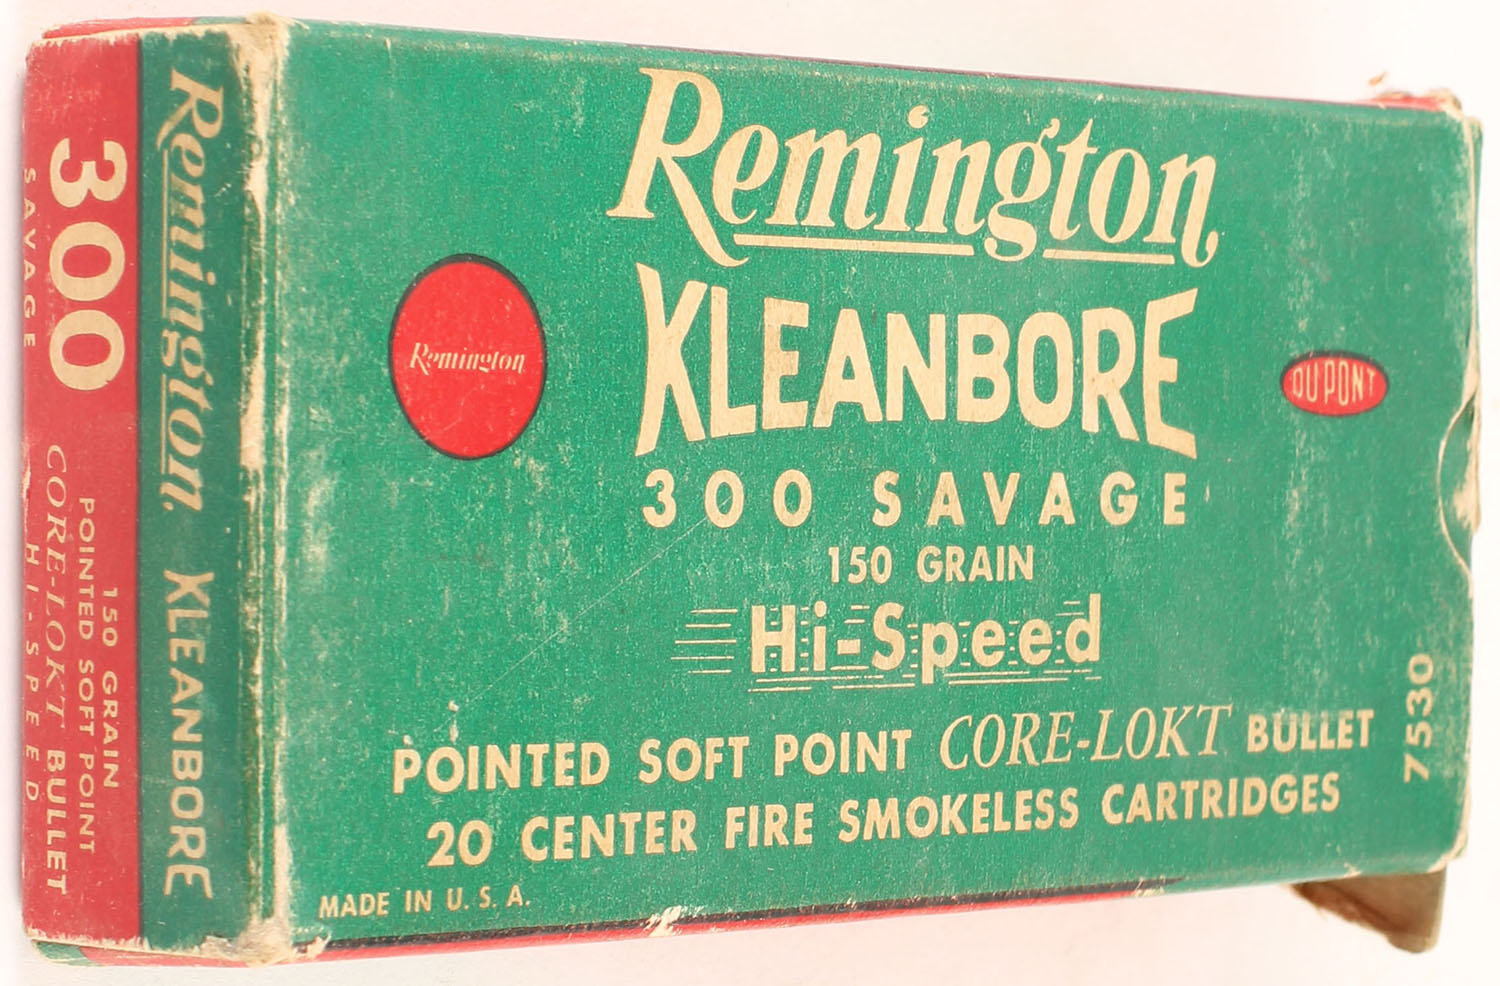 Remington
KLEANBORE
300 SAVAGE
150 GRAIN
Hi-Speed
POINTED SOFT POINT CORE-LOKT BULLET
20 CENTER FIRE SMOKELESS CARTRIDGES
MADE IN U. S. A.
Remington
DU PONT
7530
Remington KLEANBORE
300
SAVAGE
150 GRAIN
POINTED SOFT POINT
CORE-LOKT BULLET
HI-SPEED